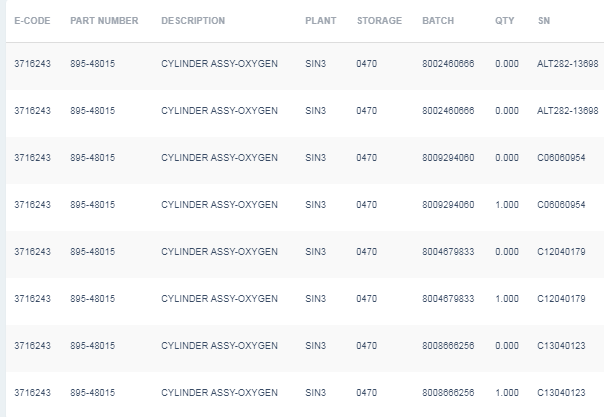 E-CODE PART NUMBER DESCRIPTION PLANT STORAGE BATCH QTY SN
3716243 895-48015 CYLINDER ASSY-OXYGEN SIN3 0470 8002460666 0.000 ALT282-13698
3716243 895-48015 CYLINDER ASSY-OXYGEN SIN3 0470 8002460666 0.000 ALT282-13698
3716243 895-48015 CYLINDER ASSY-OXYGEN SIN3 0470 8009294060 0.000 C06060954
3716243 895-48015 CYLINDER ASSY-OXYGEN SIN3 0470 8009294060 1.000 C06060954
3716243 895-48015 CYLINDER ASSY-OXYGEN SIN3 0470 8004679833 0.000 C12040179
3716243 895-48015 CYLINDER ASSY-OXYGEN SIN3 0470 8004679833 1.000 C12040179
3716243 895-48015 CYLINDER ASSY-OXYGEN SIN3 0470 8008666256 0.000 C13040123
3716243 895-48015 CYLINDER ASSY-OXYGEN SIN3 0470 8008666256 1.000 C13040123